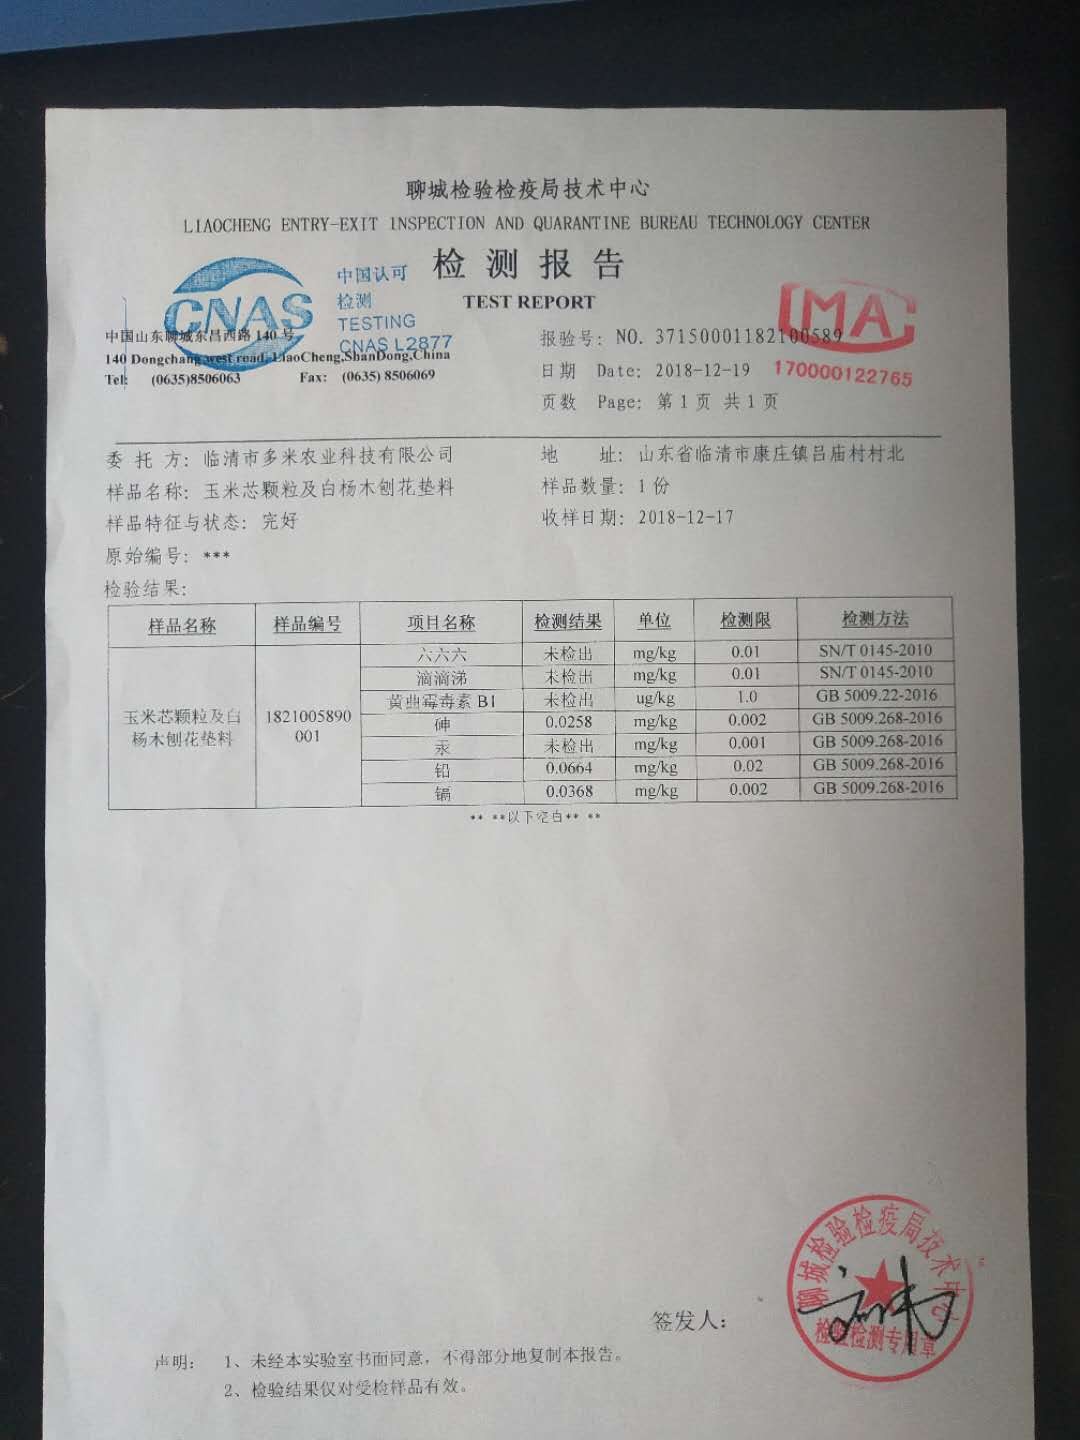 聊城检验检疫局技术中心
LIAOCHENG ENTRY-EXIT INSPECTION AND QUARANTINE BUREAU TECHNOLOGY CENTER
检测报告
TEST REPORT
CNAS
中国认可
检测
TESTING
CNAS L2877
MA
170000122765
中国山东聊城东昌西路 140 号
140 Dongchang west road, LiaoCheng,ShanDong,China
Tel: (0635)8506063 Fax: (0635) 8506069
报验号: NO. 37150001182100589
日期 Date: 2018-12-19
页数 Page: 第 1 页 共 1 页
委 托 方: 临清市多米农业科技有限公司 地 址: 山东省临清市康庄镇吕庙村村北
样品名称: 玉米芯颗粒及白杨木刨花垫料 样品数量: 1 份
样品特征与状态: 完好 收样日期: 2018-12-17
原始编号: ***
检验结果:
样品名称 样品编号 项目名称 检测结果 单位 检测限 检测方法
玉米芯颗粒及白杨木刨花垫料 1821005890001
六六六 未检出 mg/kg 0.01 SN/T 0145-2010
滴滴涕 未检出 mg/kg 0.01 SN/T 0145-2010
黄曲霉毒素 B1 未检出 ug/kg 1.0 GB 5009.22-2016
砷 0.0258 mg/kg 0.002 GB 5009.268-2016
汞 未检出 mg/kg 0.001 GB 5009.268-2016
铅 0.0664 mg/kg 0.02 GB 5009.268-2016
镉 0.0368 mg/kg 0.002 GB 5009.268-2016
** **以下空白** **
聊城检验检疫局技术中心
检验检测专用章
签发人:
声明: 1、未经本实验室书面同意，不得部分地复制本报告。
2、检验结果仅对受检样品有效。